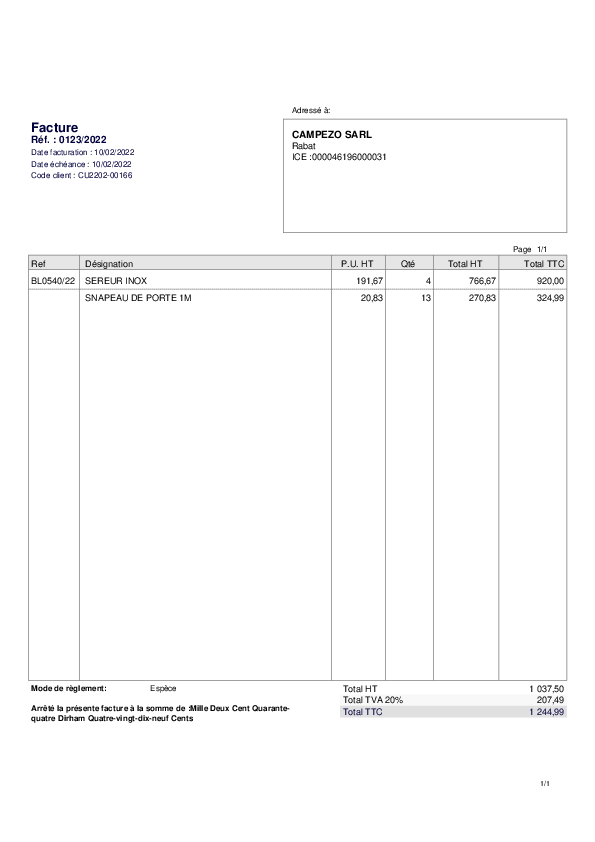 Adressé à:
Facture
Réf. : 0123/2022
Date facturation : 10/02/2022
Date échéance : 10/02/2022
Code client : CU2202-00166
CAMPEZO SARL
Rabat
ICE :000046196000031
Page 1/1
Ref Désignation P.U. HT Qté Total HT Total TTC
BL0540/22 SEREUR INOX 191,67 4 766,67 920,00
SNAPEAU DE PORTE 1M 20,83 13 270,83 324,99
Mode de règlement: Espèce
Arrêté la présente facture à la somme de :Mille Deux Cent Quarante-
quatre Dirham Quatre-vingt-dix-neuf Cents
Total HT 1 037,50
Total TVA 20% 207,49
Total TTC 1 244,99
1/1